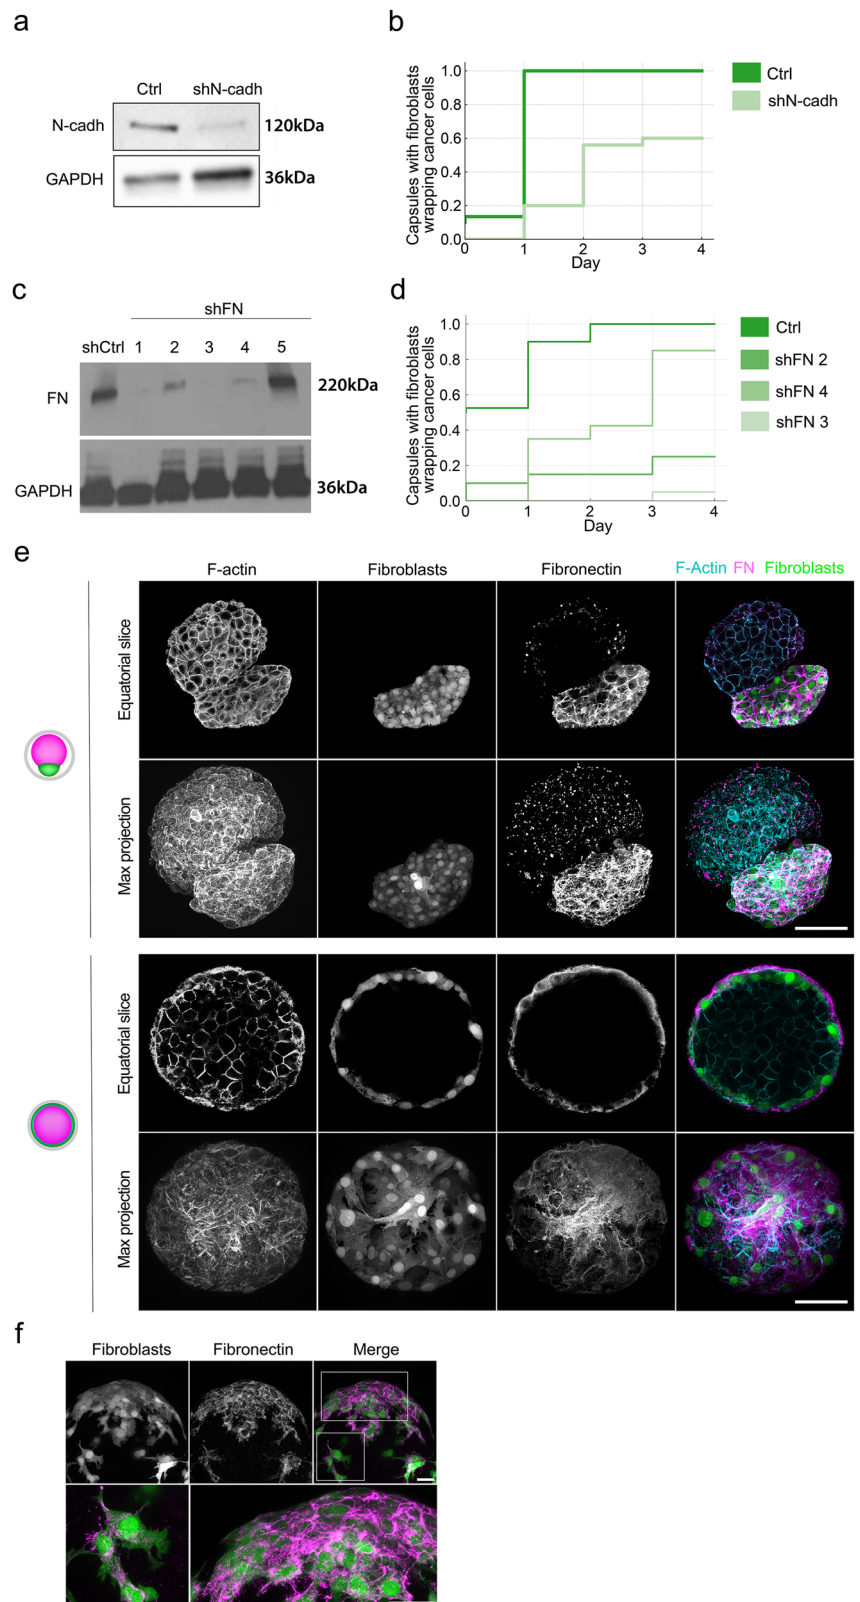 a
Ctrl shN-cadh
N-cadh 120kDa
GAPDH 36kDa
b
Capsules with fibroblasts
wrapping cancer cells
1.0
0.8
0.6
0.4
0.2
0.0
0 1 2 3 4
Day
Ctrl
shN-cadh
c
shFN
shCtrl 1 2 3 4 5
FN 220kDa
GAPDH 36kDa
d
Capsules with fibroblasts
wrapping cancer cells
1.0
0.8
0.6
0.4
0.2
0.0
0 1 2 3 4
Day
Ctrl
shFN 2
shFN 4
shFN 3
e
F-actin Fibroblasts Fibronectin F-Actin FN Fibroblasts
Equatorial slice
Max projection
Equatorial slice
Max projection
f
Fibroblasts Fibronectin Merge